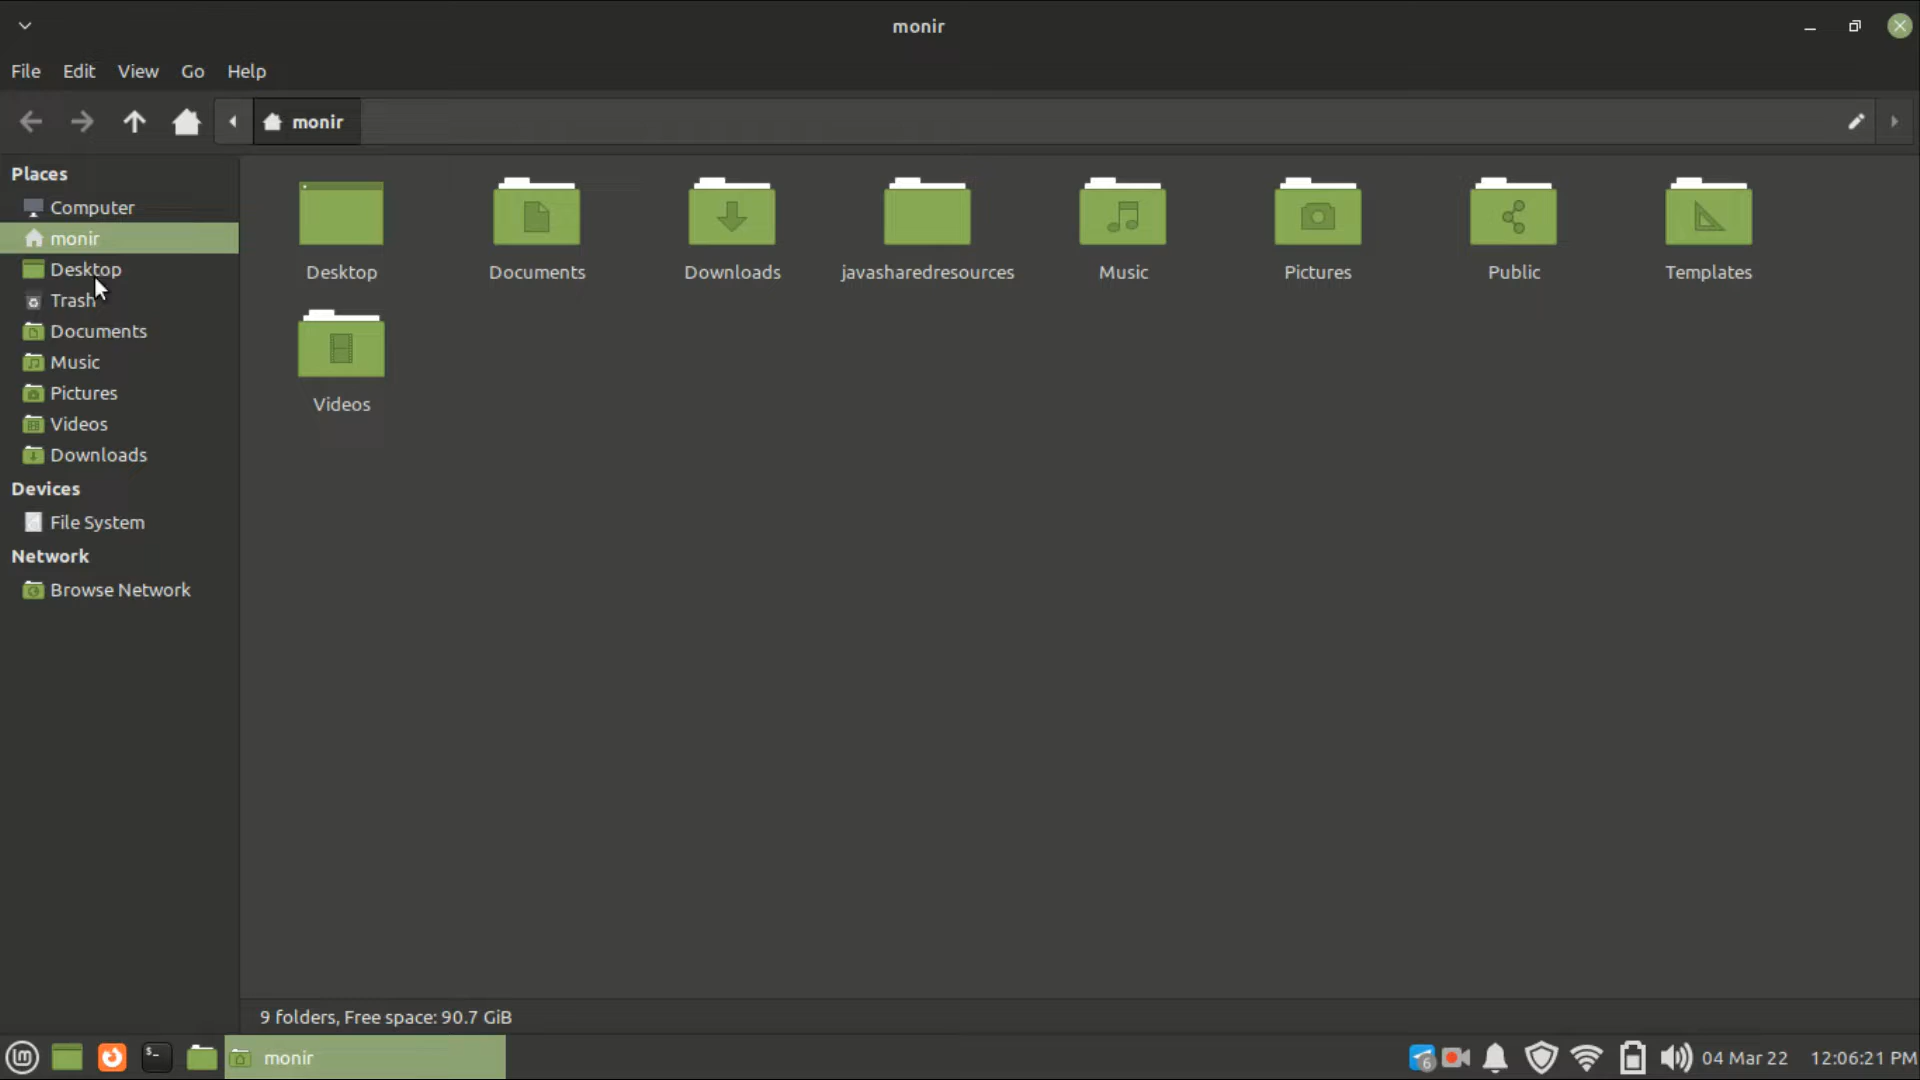 monir
File Edit View Go Help
monir
Places
Computer
monir
Desktop
Trash
Documents
Music
Pictures
Videos
Downloads
Devices
File System
Network
Browse Network
Desktop Documents Downloads javasharedresources Music Pictures Public Templates
Videos
9 folders, Free space: 90.7 GiB
monir 6 04 Mar 22 12:06:21 PM